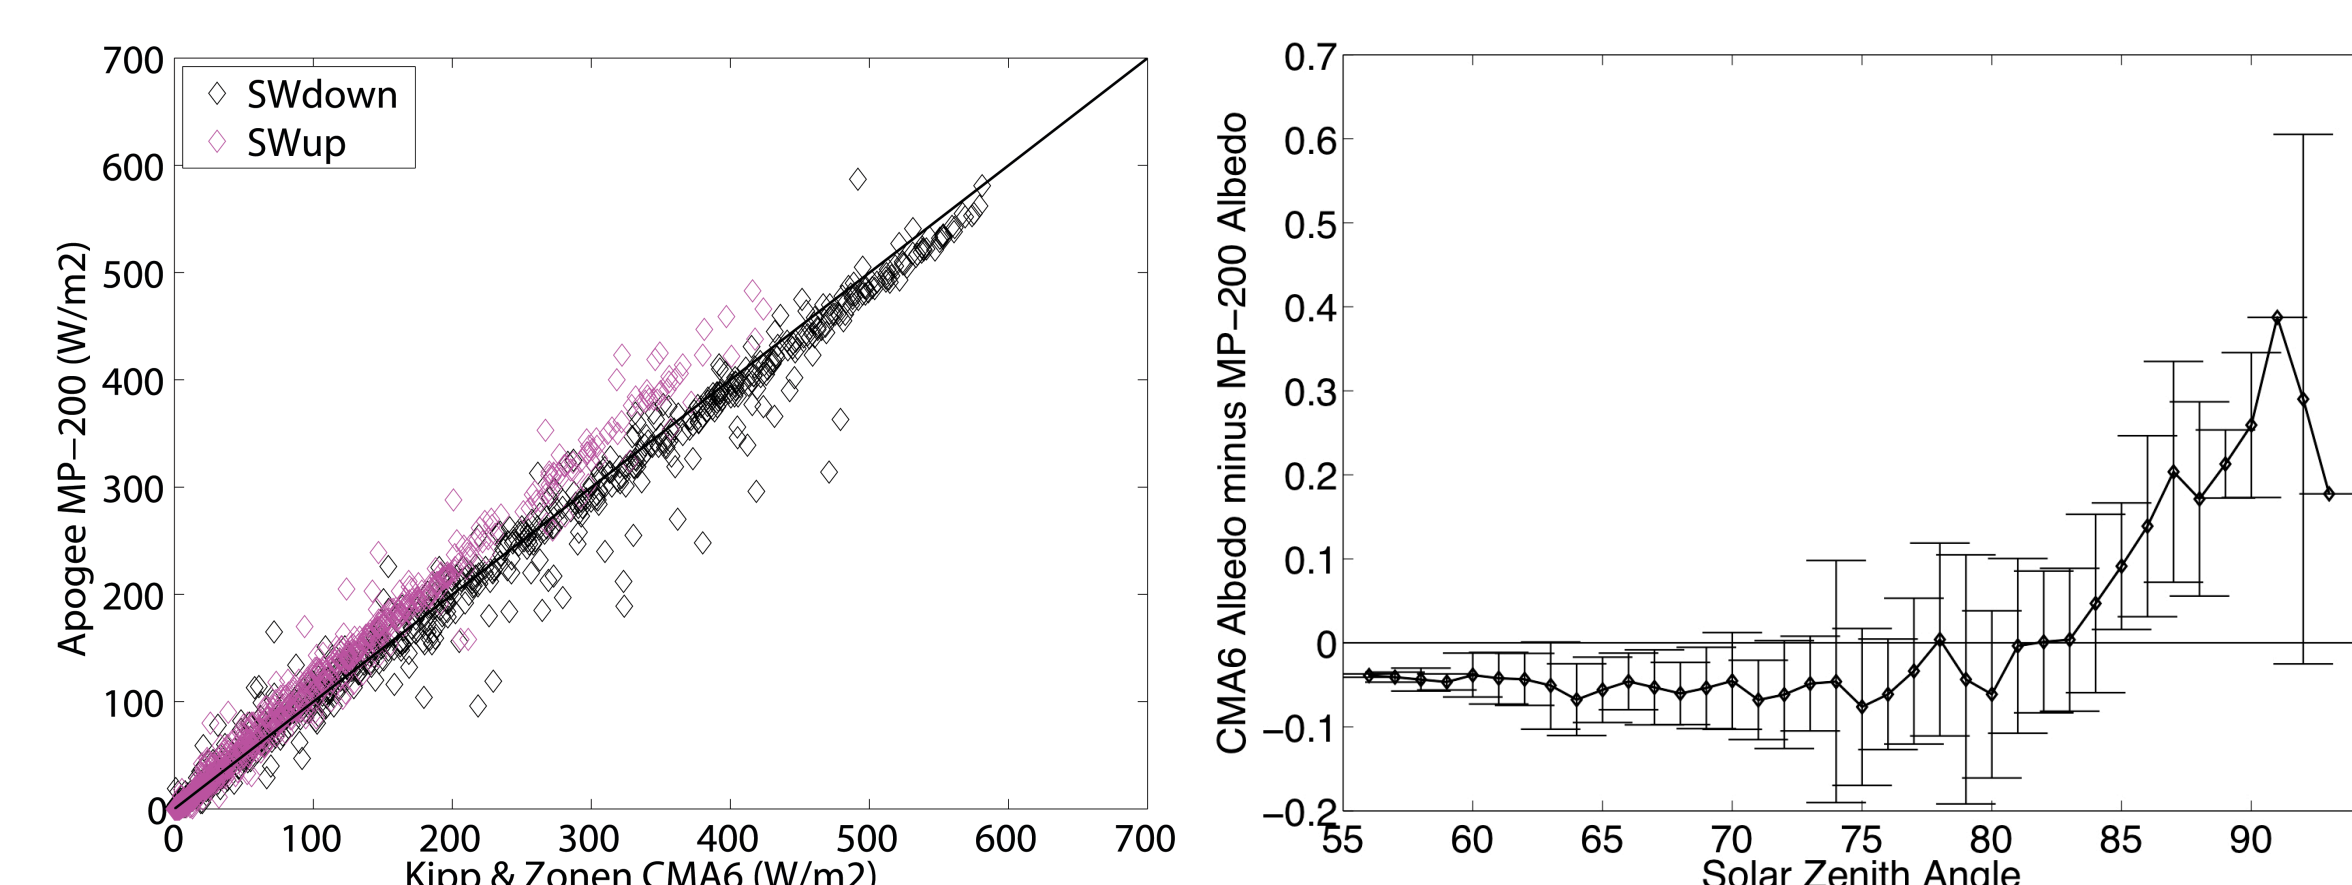 700
600
500
400
300
200
100
0
SWdown
SWup
Apogee MP−200 (W/m2)
0 100 200 300 400 500 600 700
Kipp & Zonen CMA6 (W/m2)
0.7
0.6
0.5
0.4
0.3
0.2
0.1
0
−0.1
−0.2
CMA6 Albedo minus MP−200 Albedo
55 60 65 70 75 80 85 90
Solar Zenith Angle